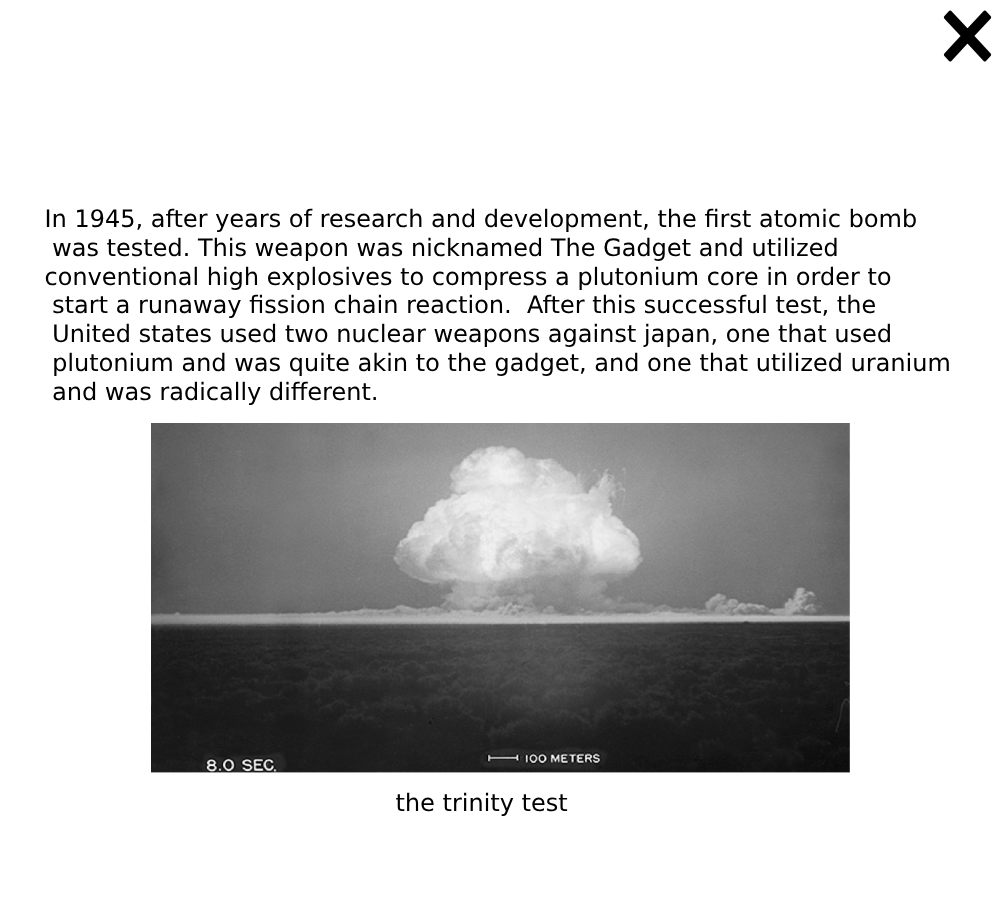 In 1945, after years of research and development, the first atomic bomb
was tested. This weapon was nicknamed The Gadget and utilized
conventional high explosives to compress a plutonium core in order to
start a runaway fission chain reaction.  After this successful test, the
United states used two nuclear weapons against japan, one that used
plutonium and was quite akin to the gadget, and one that utilized uranium
and was radically different.
8.0 SEC.
100 METERS
the trinity test